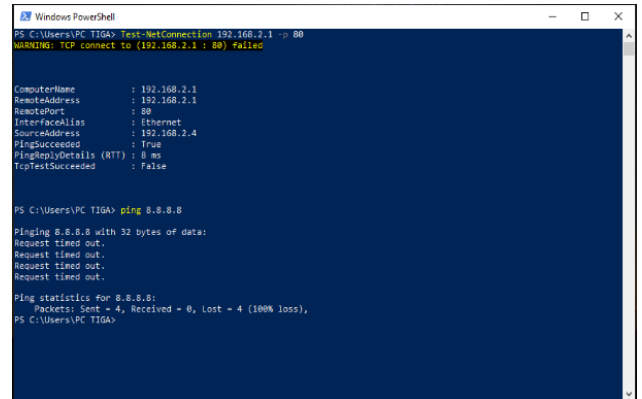 Windows PowerShell
PS C:\Users\PC TIGA> Test-NetConnection 192.168.2.1 -p 80
WARNING: TCP connect to (192.168.2.1 : 80) failed
ComputerName : 192.168.2.1
RemoteAddress : 192.168.2.1
RemotePort : 80
InterfaceAlias : Ethernet
SourceAddress : 192.168.2.4
PingSucceeded : True
PingReplyDetails (RTT) : 8 ms
TcpTestSucceeded : False
PS C:\Users\PC TIGA> ping 8.8.8.8
Pinging 8.8.8.8 with 32 bytes of data:
Request timed out.
Request timed out.
Request timed out.
Request timed out.
Ping statistics for 8.8.8.8:
Packets: Sent = 4, Received = 0, Lost = 4 (100% loss),
PS C:\Users\PC TIGA>